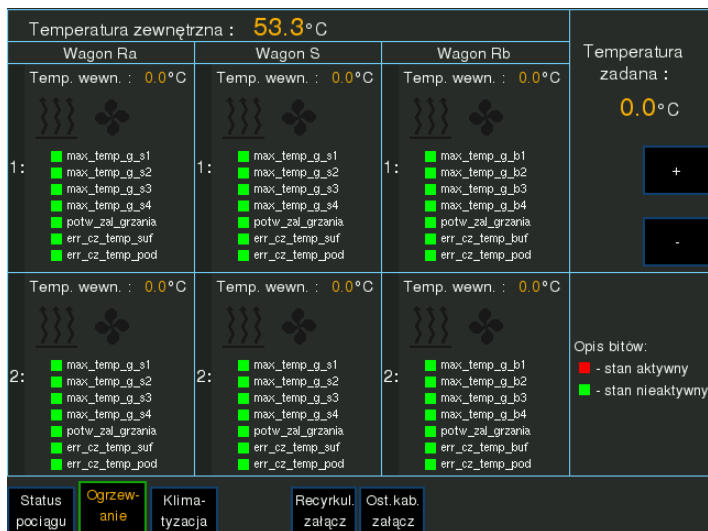 Temperatura zewnętrzna : 53.3°C
Wagon Ra
Wagon S
Wagon Rb
Temperatura
zadana :
0.0°C
+
-
1:
Temp. wewn. : 0.0°C
max_temp_g_s1
max_temp_g_s2
max_temp_g_s3
max_temp_g_s4
potw_zal_grzania
err_cz_temp_suf
err_cz_temp_pod
1:
Temp. wewn. : 0.0°C
max_temp_g_s1
max_temp_g_s2
max_temp_g_s3
max_temp_g_s4
potw_zal_grzania
err_cz_temp_suf
err_cz_temp_pod
1:
Temp. wewn. : 0.0°C
max_temp_g_b1
max_temp_g_b2
max_temp_g_b3
max_temp_g_b4
potw_zal_grzania
err_cz_temp_buf
err_cz_temp_pod
2:
Temp. wewn. : 0.0°C
max_temp_g_s1
max_temp_g_s2
max_temp_g_s3
max_temp_g_s4
potw_zal_grzania
err_cz_temp_suf
err_cz_temp_pod
2:
Temp. wewn. : 0.0°C
max_temp_g_s1
max_temp_g_s2
max_temp_g_s3
max_temp_g_s4
potw_zal_grzania
err_cz_temp_suf
err_cz_temp_pod
2:
Temp. wewn. : 0.0°C
max_temp_g_b1
max_temp_g_b2
max_temp_g_b3
max_temp_g_b4
potw_zal_grzania
err_cz_temp_buf
err_cz_temp_pod
Opis bitów:
- stan aktywny
- stan nieaktywny
Status
pociągu
Ogrzew-
anie
Klima-
tyzacja
Recyrkul.
załącz
Ost.kab.
załącz